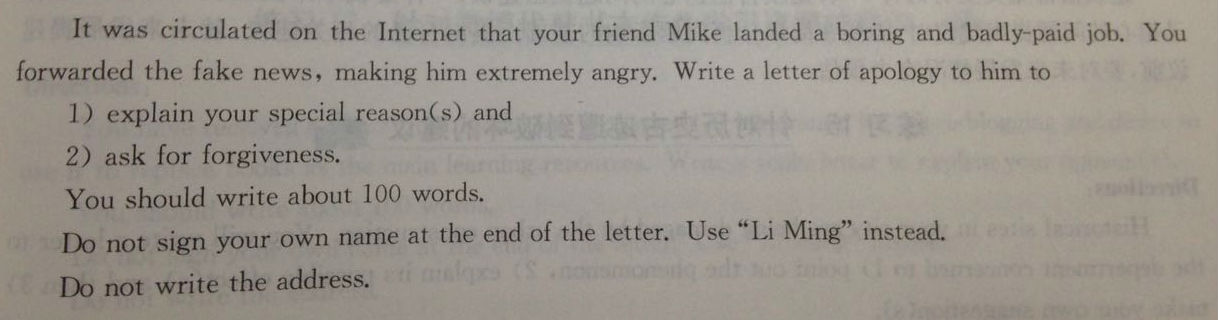 It was circulated on the Internet that your friend Mike landed a boring and badly-paid job. You
forwarded the fake news, making him extremely angry. Write a letter of apology to him to
1) explain your special reason(s) and
2) ask for forgiveness.
You should write about 100 words.
Do not sign your own name at the end of the letter. Use “Li Ming” instead.
Do not write the address.